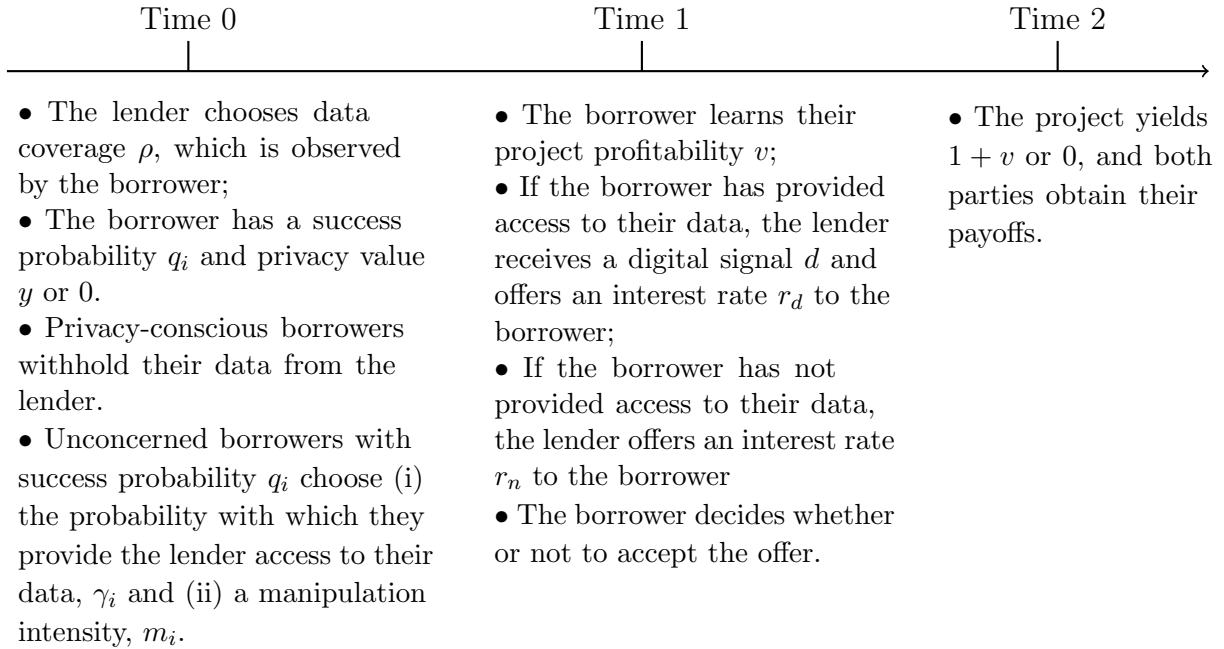 Time 0
Time 1
Time 2
• The lender chooses data
coverage ρ, which is observed
by the borrower;
• The borrower has a success
probability q_i and privacy value
y or 0.
• Privacy-conscious borrowers
withhold their data from the
lender.
• Unconcerned borrowers with
success probability q_i choose (i)
the probability with which they
provide the lender access to their
data, γ_i and (ii) a manipulation
intensity, m_i.
• The borrower learns their
project profitability v;
• If the borrower has provided
access to their data, the lender
receives a digital signal d and
offers an interest rate r_d to the
borrower;
• If the borrower has not
provided access to their data,
the lender offers an interest rate
r_n to the borrower
• The borrower decides whether
or not to accept the offer.
• The project yields
1 + v or 0, and both
parties obtain their
payoffs.